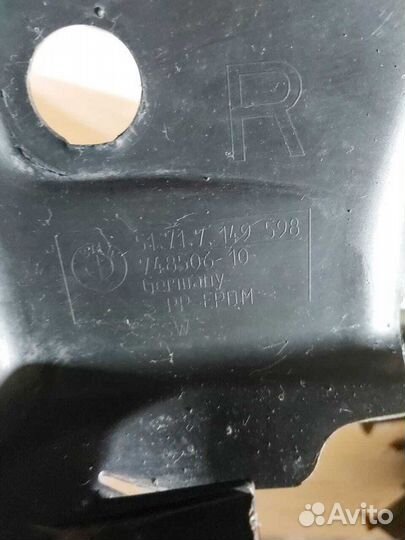 R
51.71.7.149 598
748506-10
Germany
PP-EPDM
W
Avito